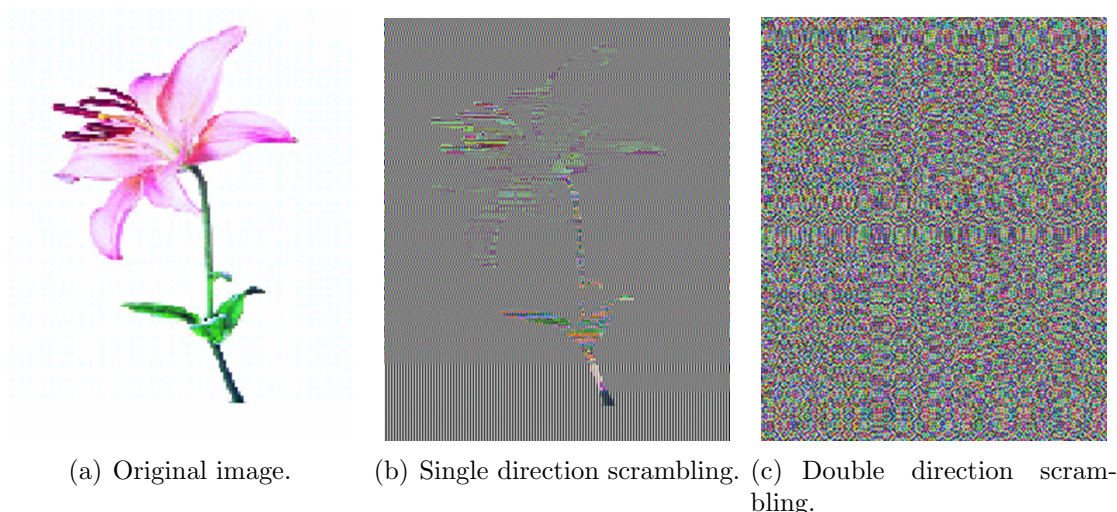 (a) Original image.
(b) Single direction scrambling.
(c) Double direction scram-
bling.